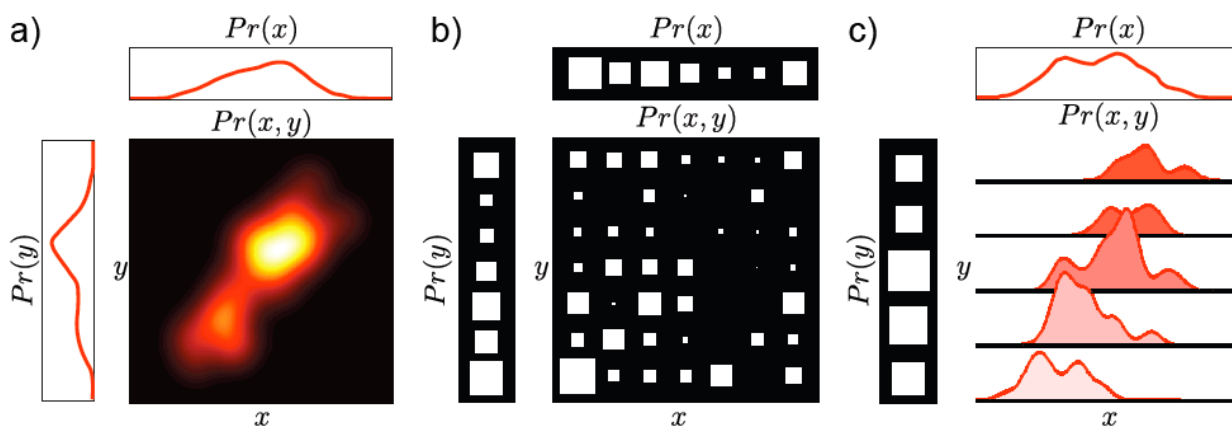 a)
Pr(x)
Pr(x, y)
Pr(y)
y
x
b)
Pr(x)
Pr(x, y)
Pr(y)
y
x
c)
Pr(x)
Pr(x, y)
Pr(y)
y
x